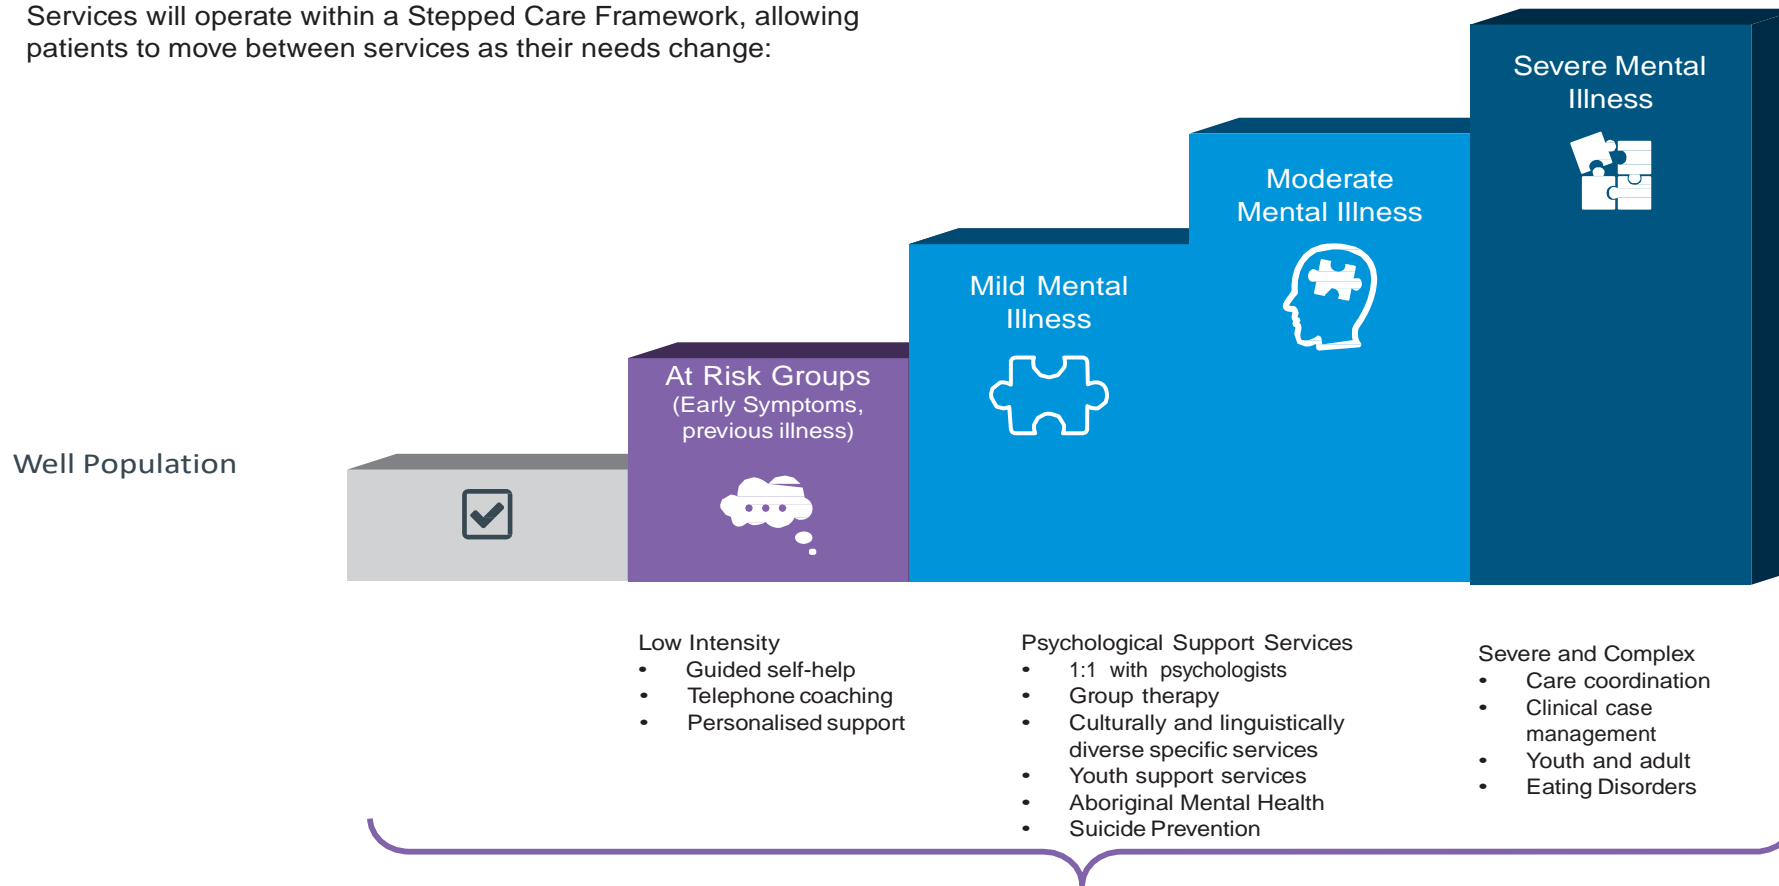 Services will operate within a Stepped Care Framework, allowing
patients to move between services as their needs change:
Well Population
At Risk Groups
(Early Symptoms,
previous illness)
Mild Mental
Illness
Moderate
Mental Illness
Severe Mental
Illness
Low Intensity
• Guided self-help
• Telephone coaching
• Personalised support
Psychological Support Services
• 1:1 with psychologists
• Group therapy
• Culturally and linguistically
diverse specific services
• Youth support services
• Aboriginal Mental Health
• Suicide Prevention
Severe and Complex
• Care coordination
• Clinical case
management
• Youth and adult
• Eating Disorders